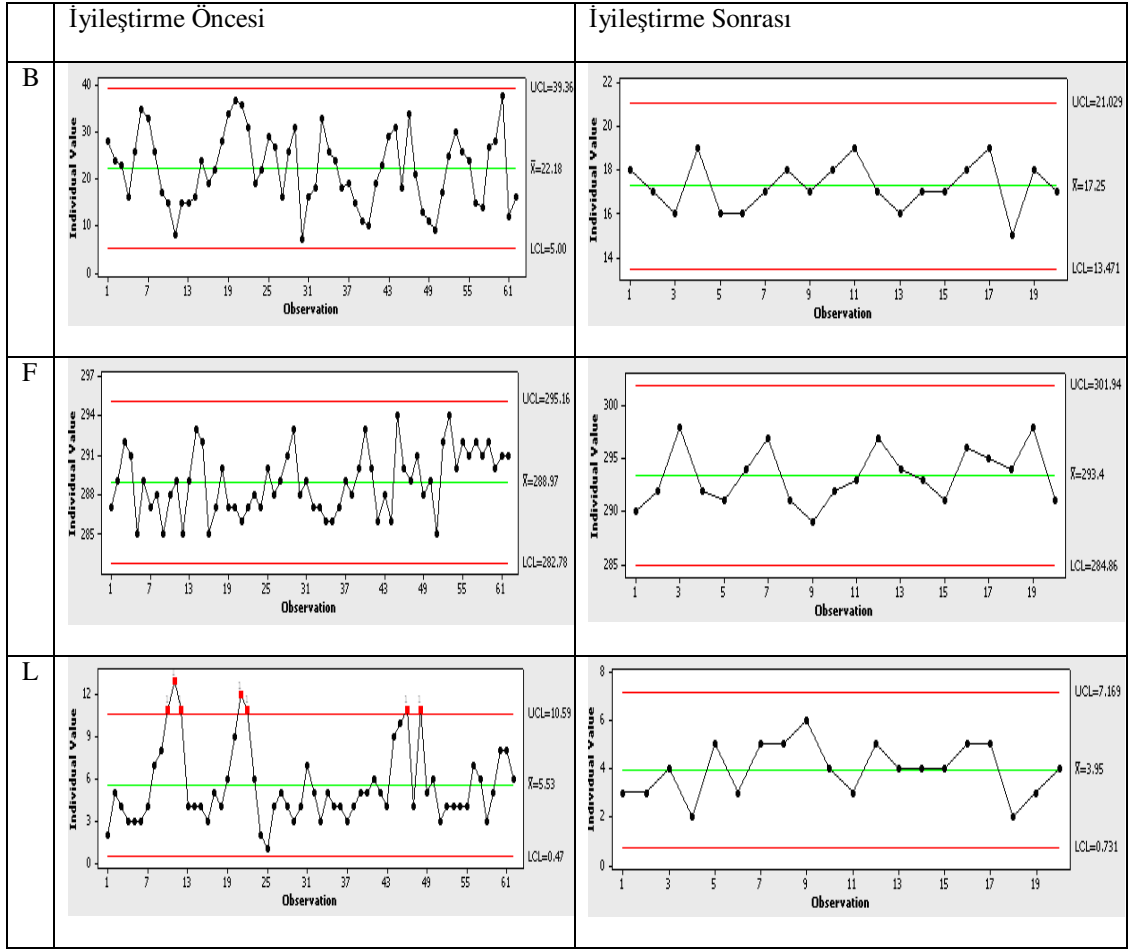 İyileştirme Öncesi
İyileştirme Sonrası
B
40
30
20
10
0
Individual Value
1 7 13 19 25 31 37 43 49 55 61
Observation
UCL=39.36
X̄=22.18
LCL=5.00
22
20
18
16
14
Individual Value
1 3 5 7 9 11 13 15 17 19
Observation
UCL=21.029
X̄=17.25
LCL=13.471
F
297
294
291
288
285
Individual Value
1 7 13 19 25 31 37 43 49 55 61
Observation
UCL=295.16
X̄=288.97
LCL=282.78
300
295
290
285
Individual Value
1 3 5 7 9 11 13 15 17 19
Observation
UCL=301.94
X̄=293.4
LCL=284.86
L
12
9
6
3
0
Individual Value
1 7 13 19 25 31 37 43 49 55 61
Observation
UCL=10.59
X̄=5.53
LCL=0.47
8
6
4
2
0
Individual Value
1 3 5 7 9 11 13 15 17 19
Observation
UCL=7.169
X̄=3.95
LCL=0.731